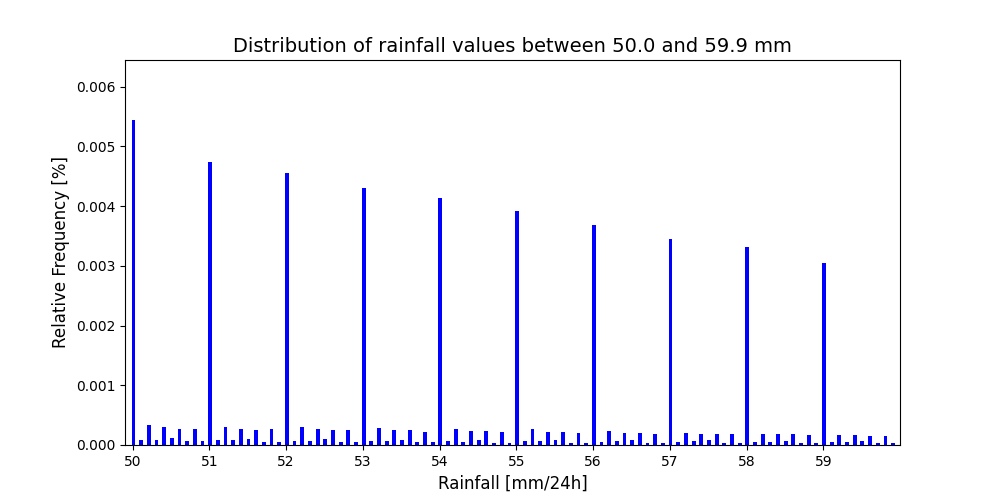 Distribution of rainfall values between 50.0 and 59.9 mm
Relative Frequency [%]
0.006
0.005
0.004
0.003
0.002
0.001
0.000
50 51 52 53 54 55 56 57 58 59
Rainfall [mm/24h]